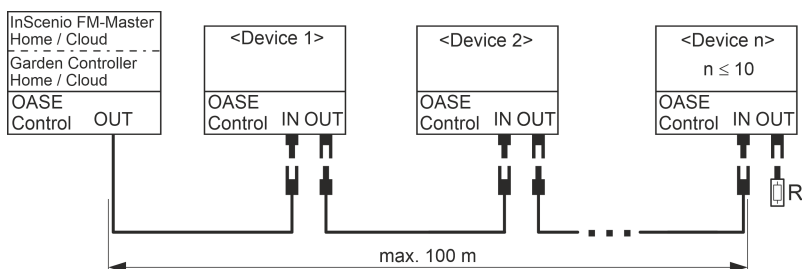 InScenio FM-Master
Home / Cloud
Garden Controller
Home / Cloud
OASE
Control OUT
<Device 1>
OASE
Control IN OUT
<Device 2>
OASE
Control IN OUT
<Device n>
n ≤ 10
OASE
Control IN OUT
R
max. 100 m